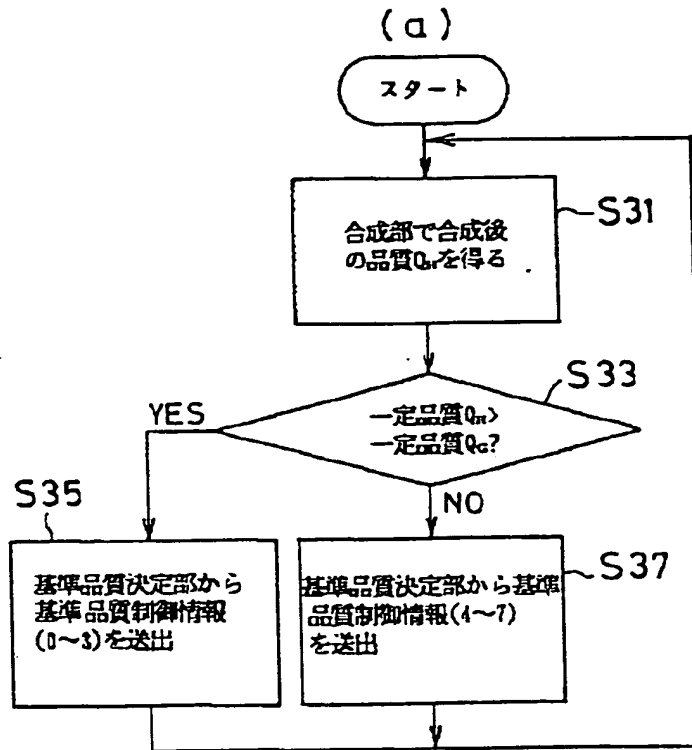 (a)
スタート
S31
合成部で合成後
の品質Qₘを得る
S33
一定品質Qₘ>
一定品質QG?
YES
NO
S35
基準品質決定部から
基準品質制御情報
(0~3)を送出
S37
基準品質決定部から基準
品質制御情報(4~7)
を送出